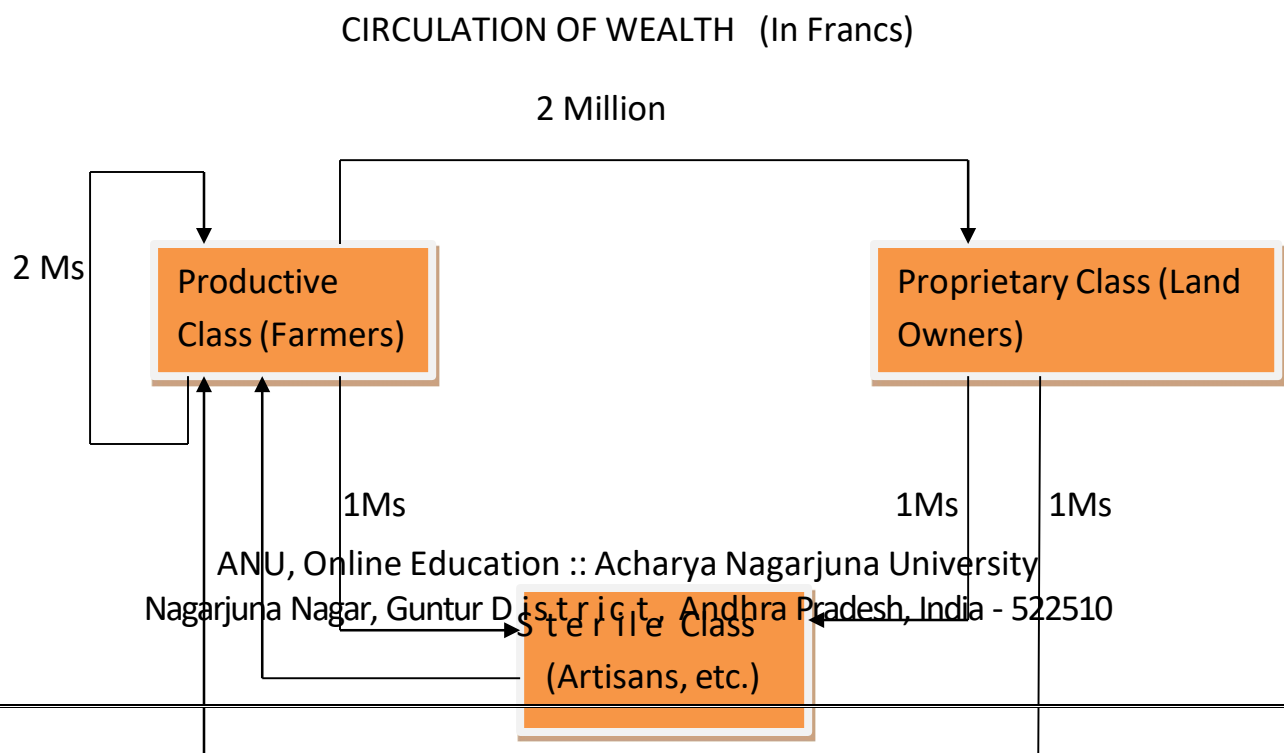 CIRCULATION OF WEALTH (In Francs)
2 Million
2 Ms
Productive
Class (Farmers)
Proprietary Class (Land
Owners)
1Ms
1Ms
1Ms
ANU, Online Education :: Acharya Nagarjuna University
Nagarjuna Nagar, Guntur District, Andhra Pradesh, India - 522510
Sterile Class
(Artisans, etc.)